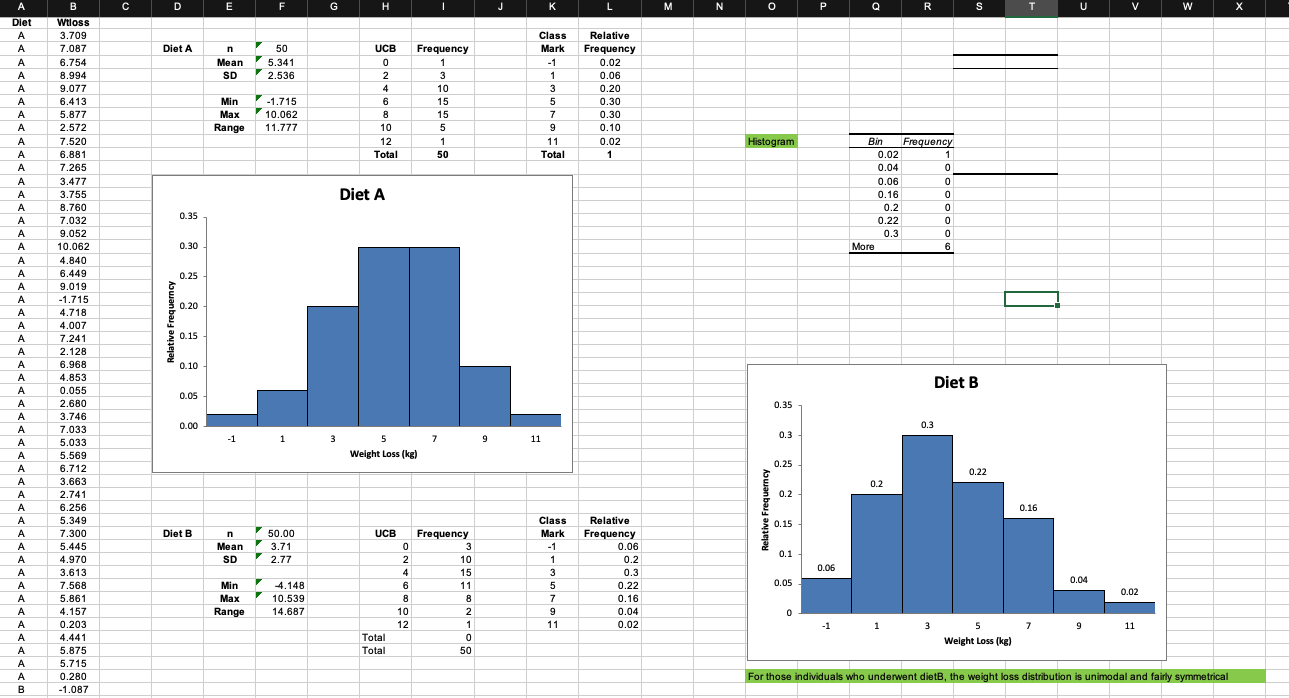 A B C D E F G H I J K L M N O P Q R S T U V W X
Diet Wtloss
A 3.709 Class Relative
A 7.087 Diet A n 50 UCB Frequency Mark Frequency
A 6.754 Mean 5.341 0 1 -1 0.02
A 8.994 SD 2.536 2 3 1 0.06
A 9.077 4 10 3 0.20
A 6.413 Min -1.715 6 15 5 0.30
A 5.877 Max 10.062 8 15 7 0.30
A 2.572 Range 11.777 10 5 9 0.10
A 7.520 12 1 11 0.02 Histogram Bin Frequency
A 6.881 Total 50 Total 1 0.02 1
A 7.265 0.04 0
A 3.477 0.06 0
A 3.755 0.16 0
A 8.760 0.2 0
A 7.032 0.22 0
A 9.052 0.3 0
A 10.062 More 6
A 4.840
A 6.449
A 9.019
A -1.715
A 4.718
A 4.007
A 7.241
A 2.128
A 6.968
A 4.853
A 0.055
A 2.680
A 3.746
A 7.033
A 5.033
A 5.569
A 6.712
A 3.663
A 2.741
A 6.256
A 5.349 Class Relative
A 7.300 Diet B n 50.00 UCB Frequency Mark Frequency
A 5.445 Mean 3.71 0 3 -1 0.06
A 4.970 SD 2.77 2 10 1 0.2
A 3.613 4 15 3 0.3
A 7.568 Min -4.148 6 11 5 0.22
A 5.861 Max 10.539 8 8 7 0.16
A 4.157 Range 14.687 10 2 9 0.04
A 0.203 12 1 11 0.02
A 4.441 Total 0
A 5.875 Total 50
A 5.715
A 0.280
B -1.087
Diet A
0.35
0.30
0.25
0.20
0.15
0.10
0.05
0.00
Relative
-1 1 3 5 7 9 11
Weight Loss (kg)
Diet B
0.35
0.3
0.25
0.2
0.15
0.1
0.05
0
Relative
0.06 0.2 0.3 0.22 0.16 0.04 0.02
-1 1 3 5 7 9 11
Weight Loss (kg)
For those individuals who underwent dietB, the weight loss distribution is unimodal and fairly symmetrical